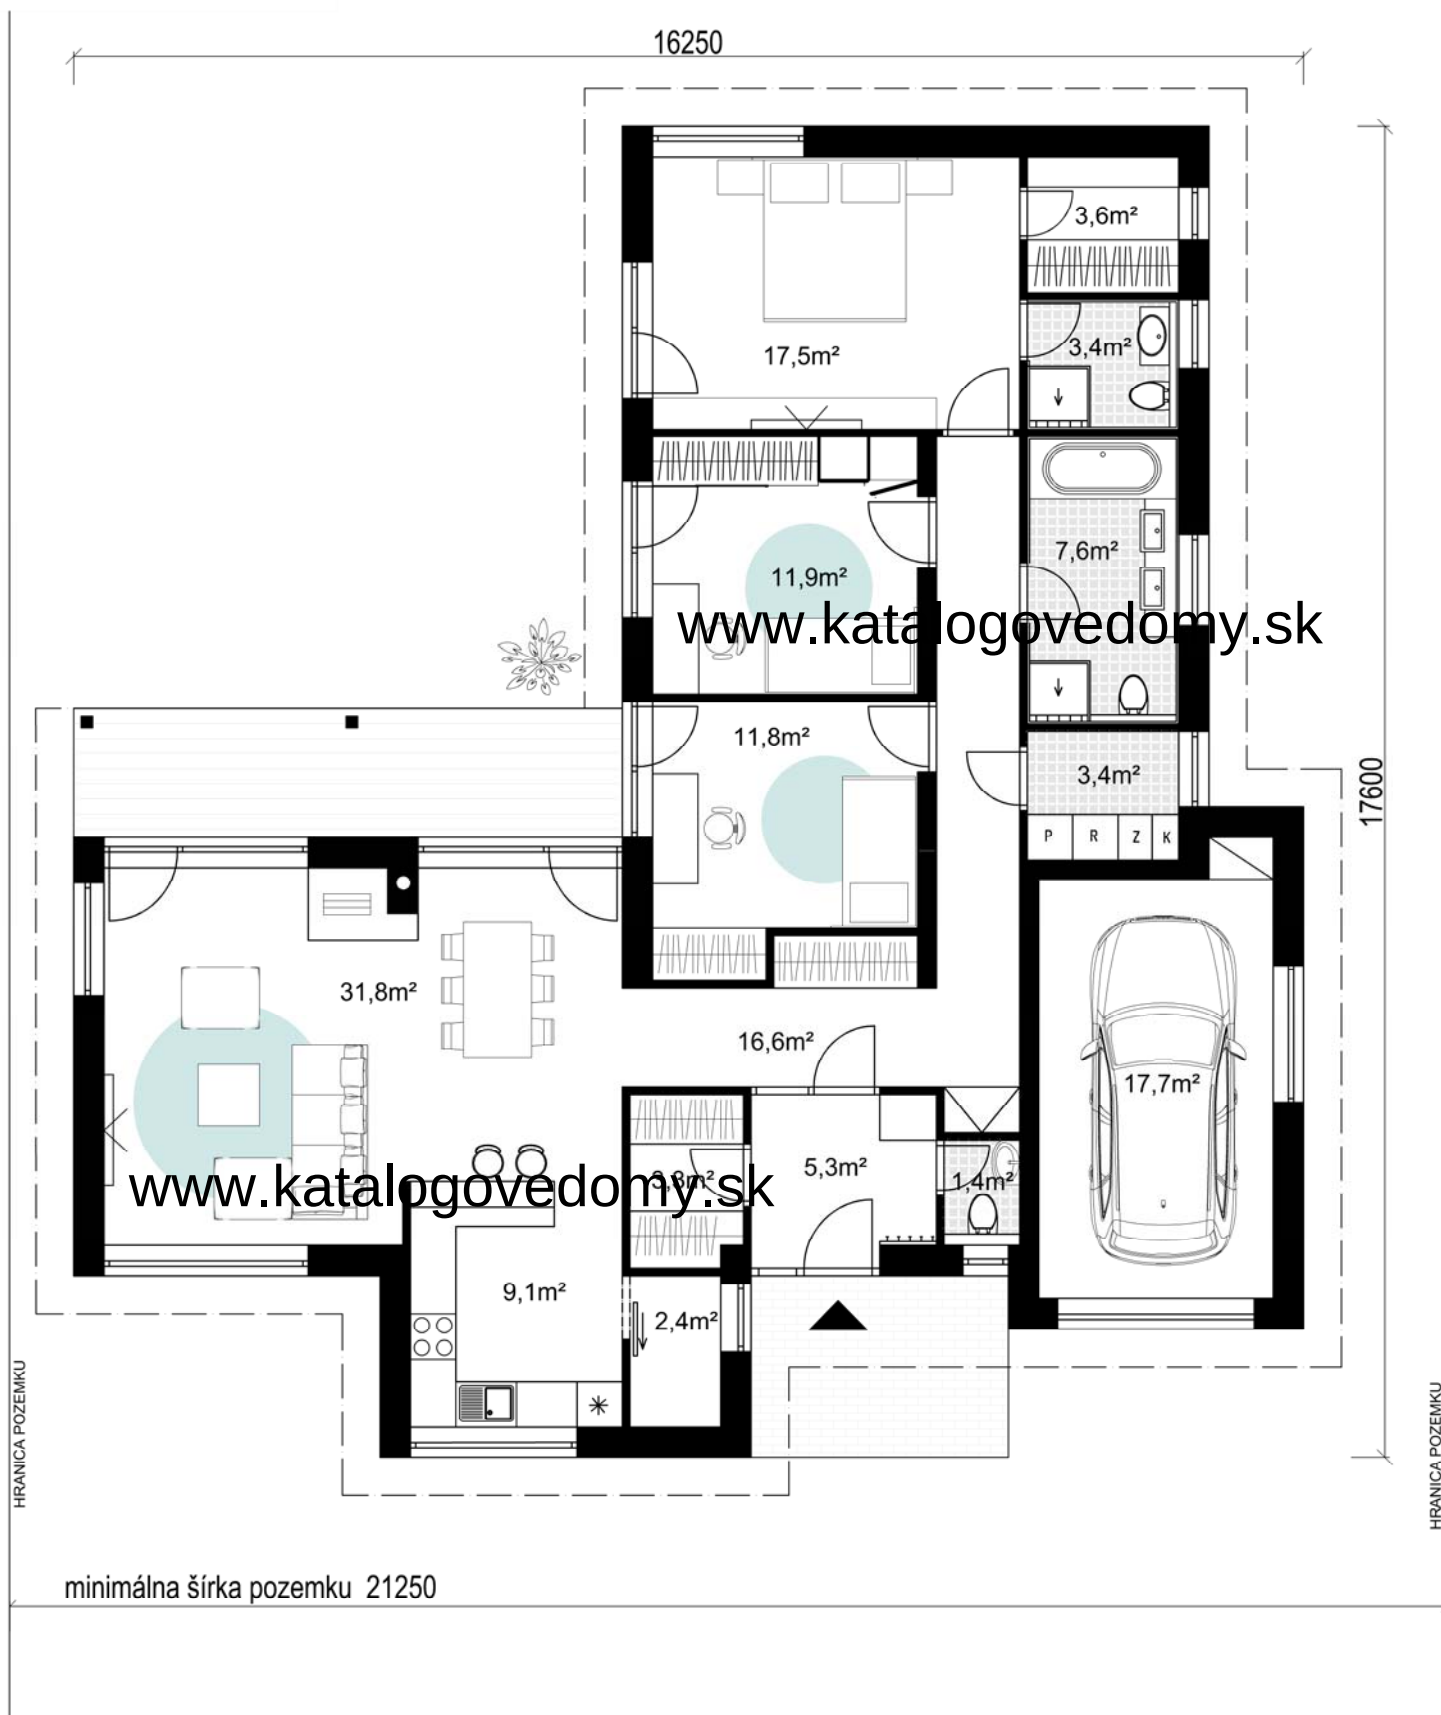 16250
3,6m²
3,4m²
17,5m²
7,6m²
11,9m²
www.katalogovedomy.sk
11,8m²
3,4m²
17600
P R Z K
31,8m²
16,6m²
17,7m²
5,3m²
3,3m²
1,4m²
www.katalogovedomy.sk
9,1m²
2,4m²
HRANICA POZEMKU
HRANICA POZEMKU
minimálna šírka pozemku 21250